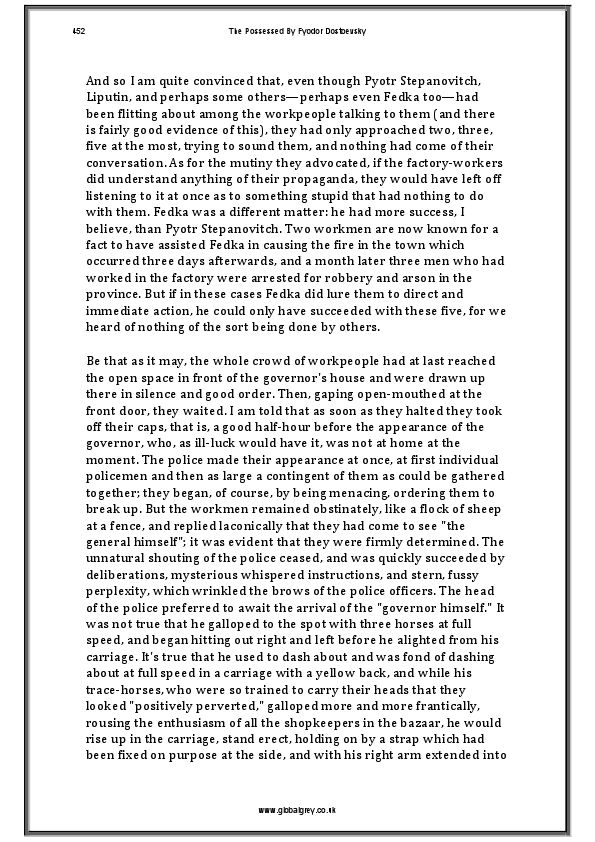 452
The Possessed By Fyodor Dostoevsky
And so I am quite convinced that, even though Pyotr Stepanovitch,
Liputin, and perhaps some others—perhaps even Fedka too—had
been flitting about among the workpeople talking to them (and there
is fairly good evidence of this), they had only approached two, three,
five at the most, trying to sound them, and nothing had come of their
conversation. As for the mutiny they advocated, if the factory-workers
did understand anything of their propaganda, they would have left off
listening to it at once as to something stupid that had nothing to do
with them. Fedka was a different matter: he had more success, I
believe, than Pyotr Stepanovitch. Two workmen are now known for a
fact to have assisted Fedka in causing the fire in the town which
occurred three days afterwards, and a month later three men who had
worked in the factory were arrested for robbery and arson in the
province. But if in these cases Fedka did lure them to direct and
immediate action, he could only have succeeded with these five, for we
heard of nothing of the sort being done by others.
Be that as it may, the whole crowd of workpeople had at last reached
the open space in front of the governor's house and were drawn up
there in silence and good order. Then, gaping open-mouthed at the
front door, they waited. I am told that as soon as they halted they took
off their caps, that is, a good half-hour before the appearance of the
governor, who, as ill-luck would have it, was not at home at the
moment. The police made their appearance at once, at first individual
policemen and then as large a contingent of them as could be gathered
together; they began, of course, by being menacing, ordering them to
break up. But the workmen remained obstinately, like a flock of sheep
at a fence, and replied laconically that they had come to see "the
general himself"; it was evident that they were firmly determined. The
unnatural shouting of the police ceased, and was quickly succeeded by
deliberations, mysterious whispered instructions, and stern, fussy
perplexity, which wrinkled the brows of the police officers. The head
of the police preferred to await the arrival of the "governor himself." It
was not true that he galloped to the spot with three horses at full
speed, and began hitting out right and left before he alighted from his
carriage. It's true that he used to dash about and was fond of dashing
about at full speed in a carriage with a yellow back, and while his
trace-horses, who were so trained to carry their heads that they
looked "positively perverted," galloped more and more frantically,
rousing the enthusiasm of all the shopkeepers in the bazaar, he would
rise up in the carriage, stand erect, holding on by a strap which had
been fixed on purpose at the side, and with his right arm extended into
www.globalgrey.co.uk